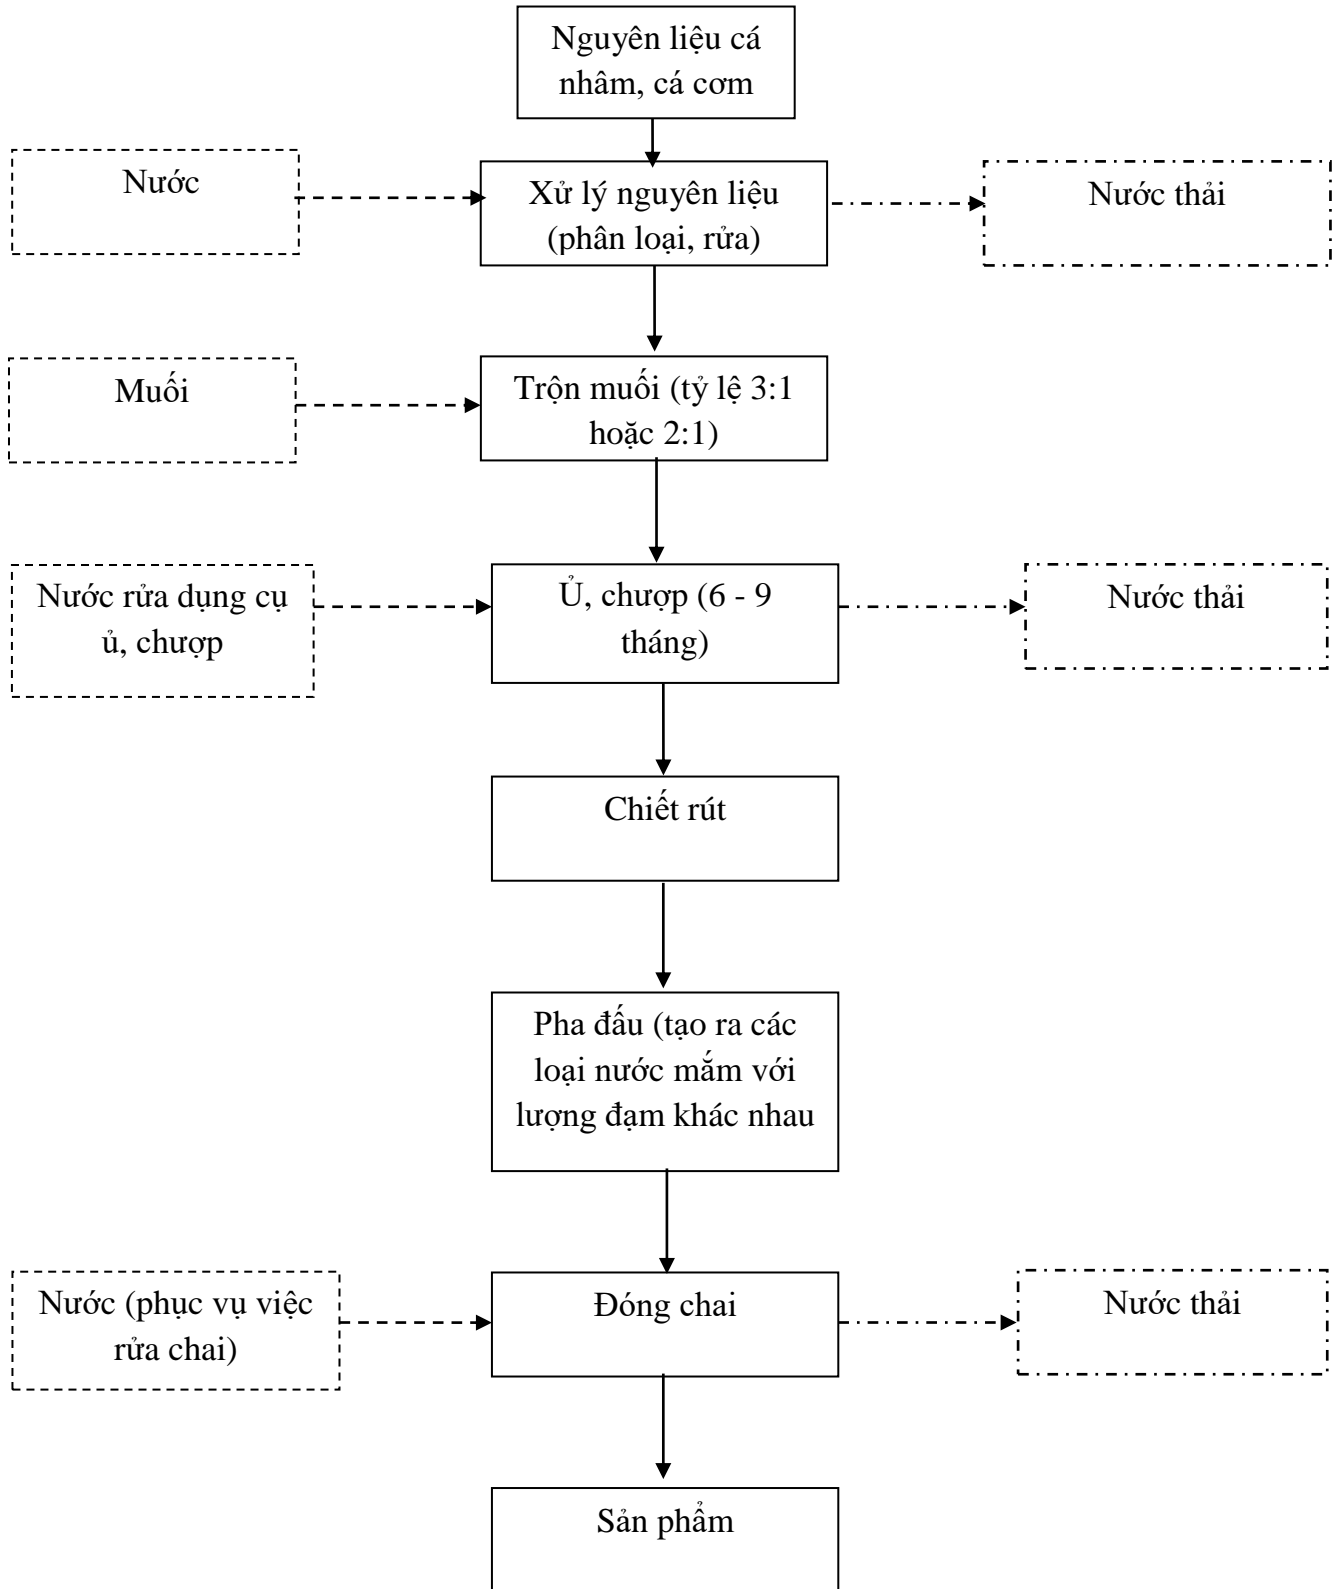 Nguyên liệu cá
nhâm, cá cơm
Nước
Xử lý nguyên liệu
(phân loại, rửa)
Nước thải
Muối
Trộn muối (tỷ lệ 3:1
hoặc 2:1)
Nước rửa dụng cụ
ủ, chượp
Ủ, chượp (6 - 9
tháng)
Nước thải
Chiết rút
Pha đấu (tạo ra các
loại nước mắm với
lượng đạm khác nhau
Nước (phục vụ việc
rửa chai)
Đóng chai
Nước thải
Sản phẩm